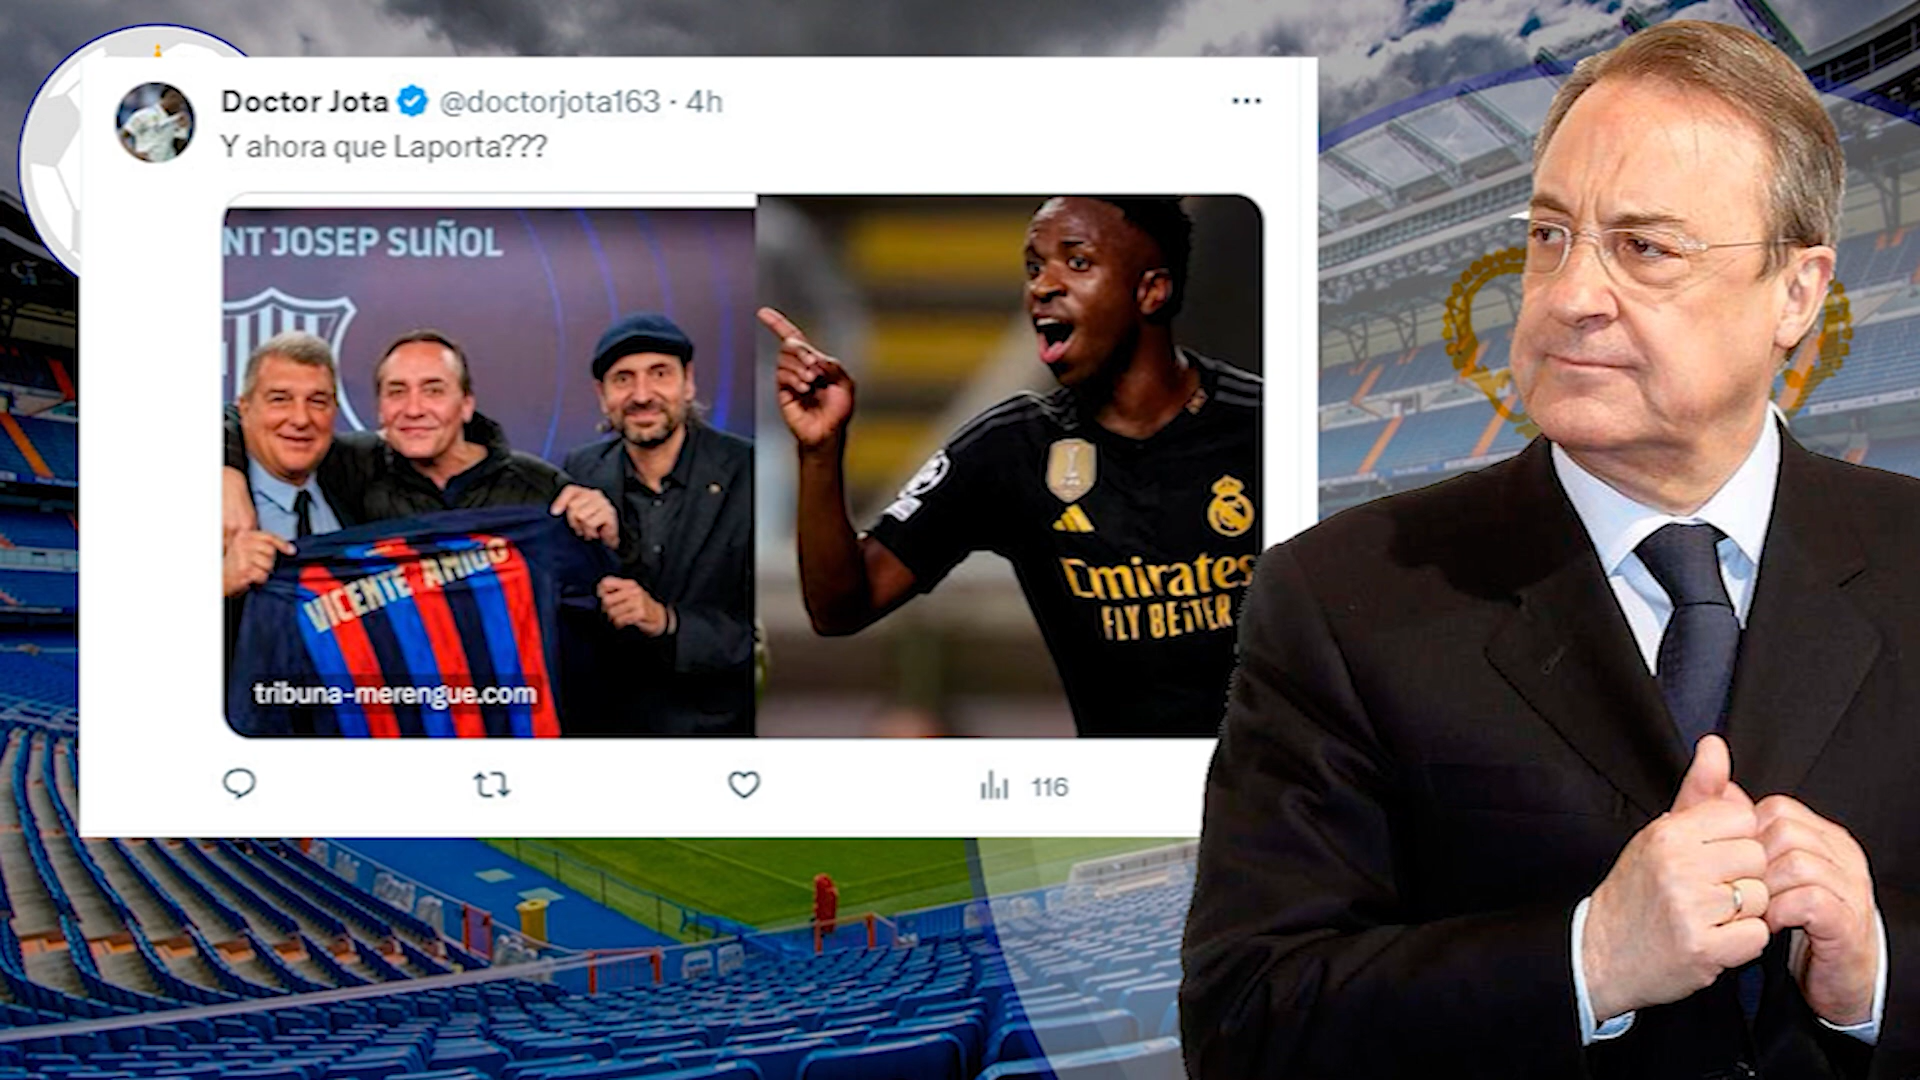 Doctor Jota @doctorjota163 · 4h
Y ahora que Laporta???
NT JOSEP SUÑOL
VICENTE AMIGO
tribuna-merengue.com
Emirates
FLY BETTER
116